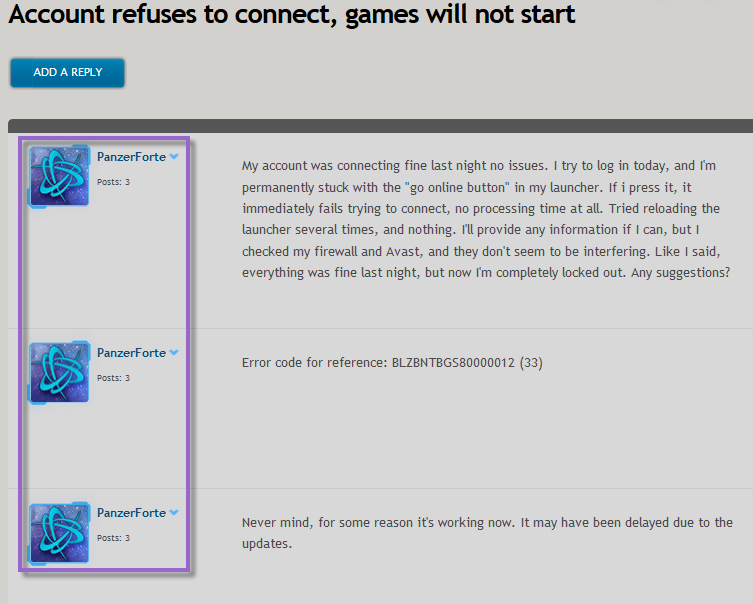 Account refuses to connect, games will not start
ADD A REPLY
PanzerForte
Posts: 3
My account was connecting fine last night no issues. I try to log in today, and I'm
permanently stuck with the "go online button" in my launcher. If i press it, it
immediately fails trying to connect, no processing time at all. Tried reloading the
launcher several times, and nothing. I'll provide any information if I can, but I
checked my firewall and Avast, and they don't seem to be interfering. Like I said,
everything was fine last night, but now I'm completely locked out. Any suggestions?
PanzerForte
Posts: 3
Error code for reference: BLZBNTBGS80000012 (33)
PanzerForte
Posts: 3
Never mind, for some reason it's working now. It may have been delayed due to the
updates.